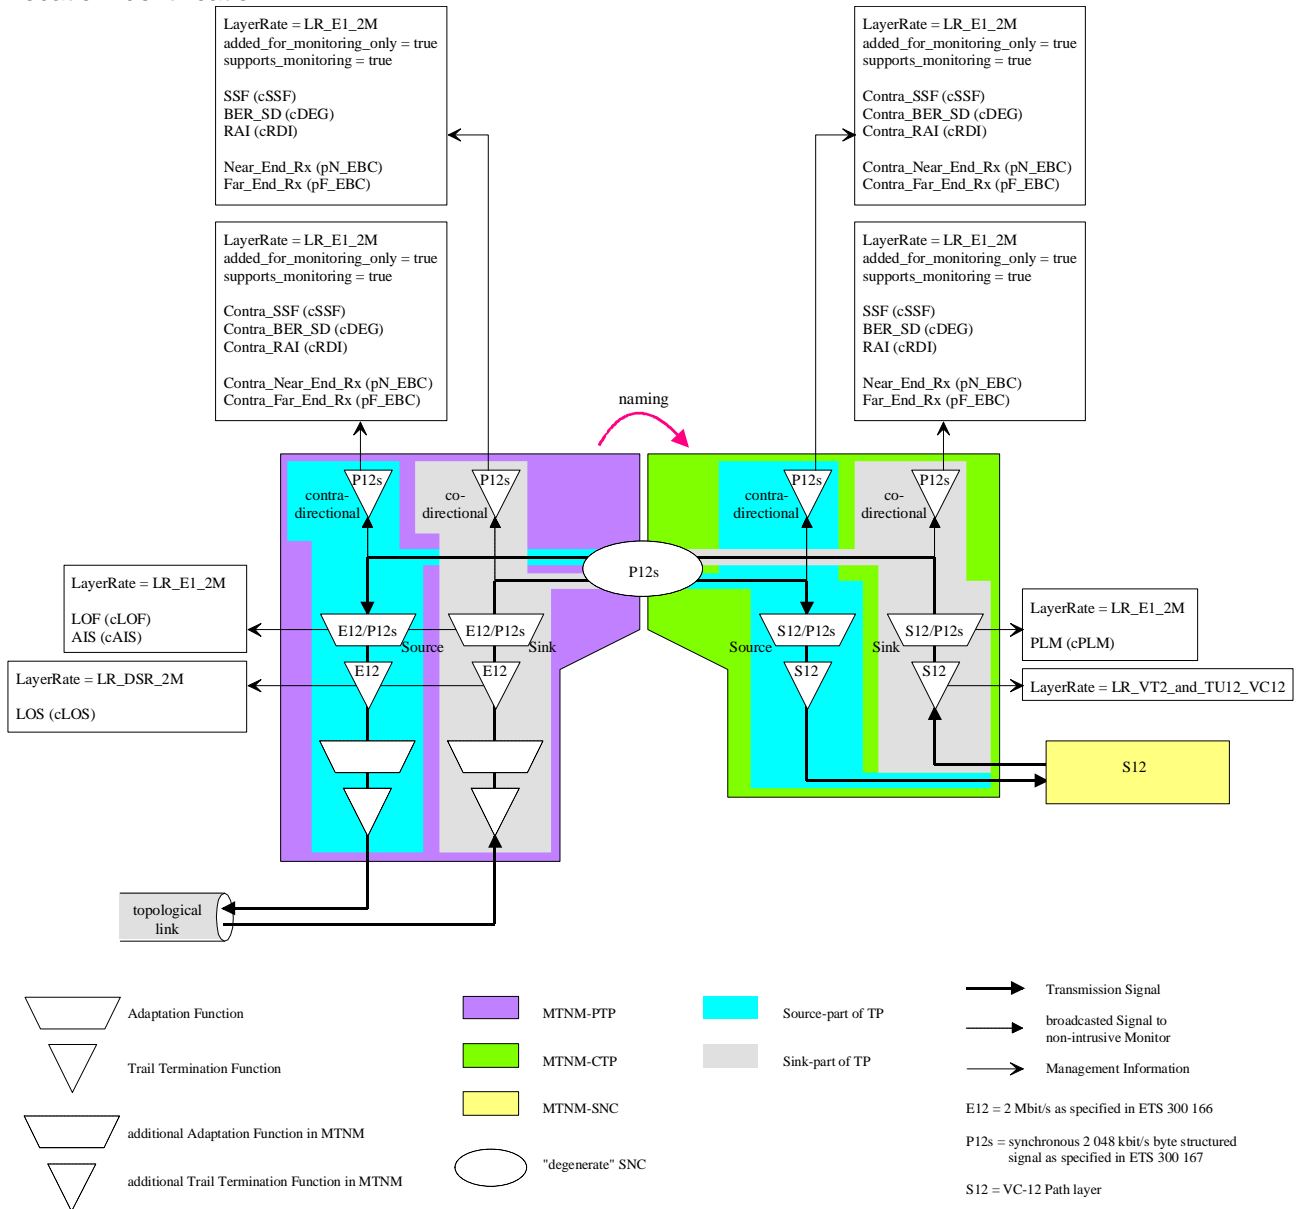 LayerRate = LR_E1_2M
added_for_monitoring_only = true
supports_monitoring = true
SSF (cSSF)
BER_SD (cDEG)
RAI (cRDI)
Near_End_Rx (pN_EBC)
Far_End_Rx (pF_EBC)
LayerRate = LR_E1_2M
added_for_monitoring_only = true
supports_monitoring = true
Contra_SSF (cSSF)
Contra_BER_SD (cDEG)
Contra_RAI (cRDI)
Contra_Near_End_Rx (pN_EBC)
Contra_Far_End_Rx (pF_EBC)
LayerRate = LR_E1_2M
added_for_monitoring_only = true
supports_monitoring = true
Contra_SSF (cSSF)
Contra_BER_SD (cDEG)
Contra_RAI (cRDI)
Contra_Near_End_Rx (pN_EBC)
Contra_Far_End_Rx (pF_EBC)
LayerRate = LR_E1_2M
added_for_monitoring_only = true
supports_monitoring = true
SSF (cSSF)
BER_SD (cDEG)
RAI (cRDI)
Near_End_Rx (pN_EBC)
Far_End_Rx (pF_EBC)
naming
P12s
contra-
directional
P12s
co-
directional
P12s
contra-
directional
P12s
co-
directional
P12s
LayerRate = LR_E1_2M
LOF (cLOF)
AIS (cAIS)
E12/P12s
Source
E12/P12s
Sink
S12/P12s
Source
S12/P12s
Sink
LayerRate = LR_E1_2M
PLM (cPLM)
LayerRate = LR_DSR_2M
LOS (cLOS)
E12
E12
S12
S12
LayerRate = LR_VT2_and_TU12_VC12
S12
topological
link
Adaptation Function
Trail Termination Function
additional Adaptation Function in MTNM
additional Trail Termination Function in MTNM
MTNM-PTP
MTNM-CTP
MTNM-SNC
"degenerate" SNC
Source-part of TP
Sink-part of TP
Transmission Signal
broadcasted Signal to
non-intrusive Monitor
Management Information
E12 = 2 Mbit/s as specified in ETS 300 166
P12s = synchronous 2 048 kbit/s byte structured
signal as specified in ETS 300 167
S12 = VC-12 Path layer